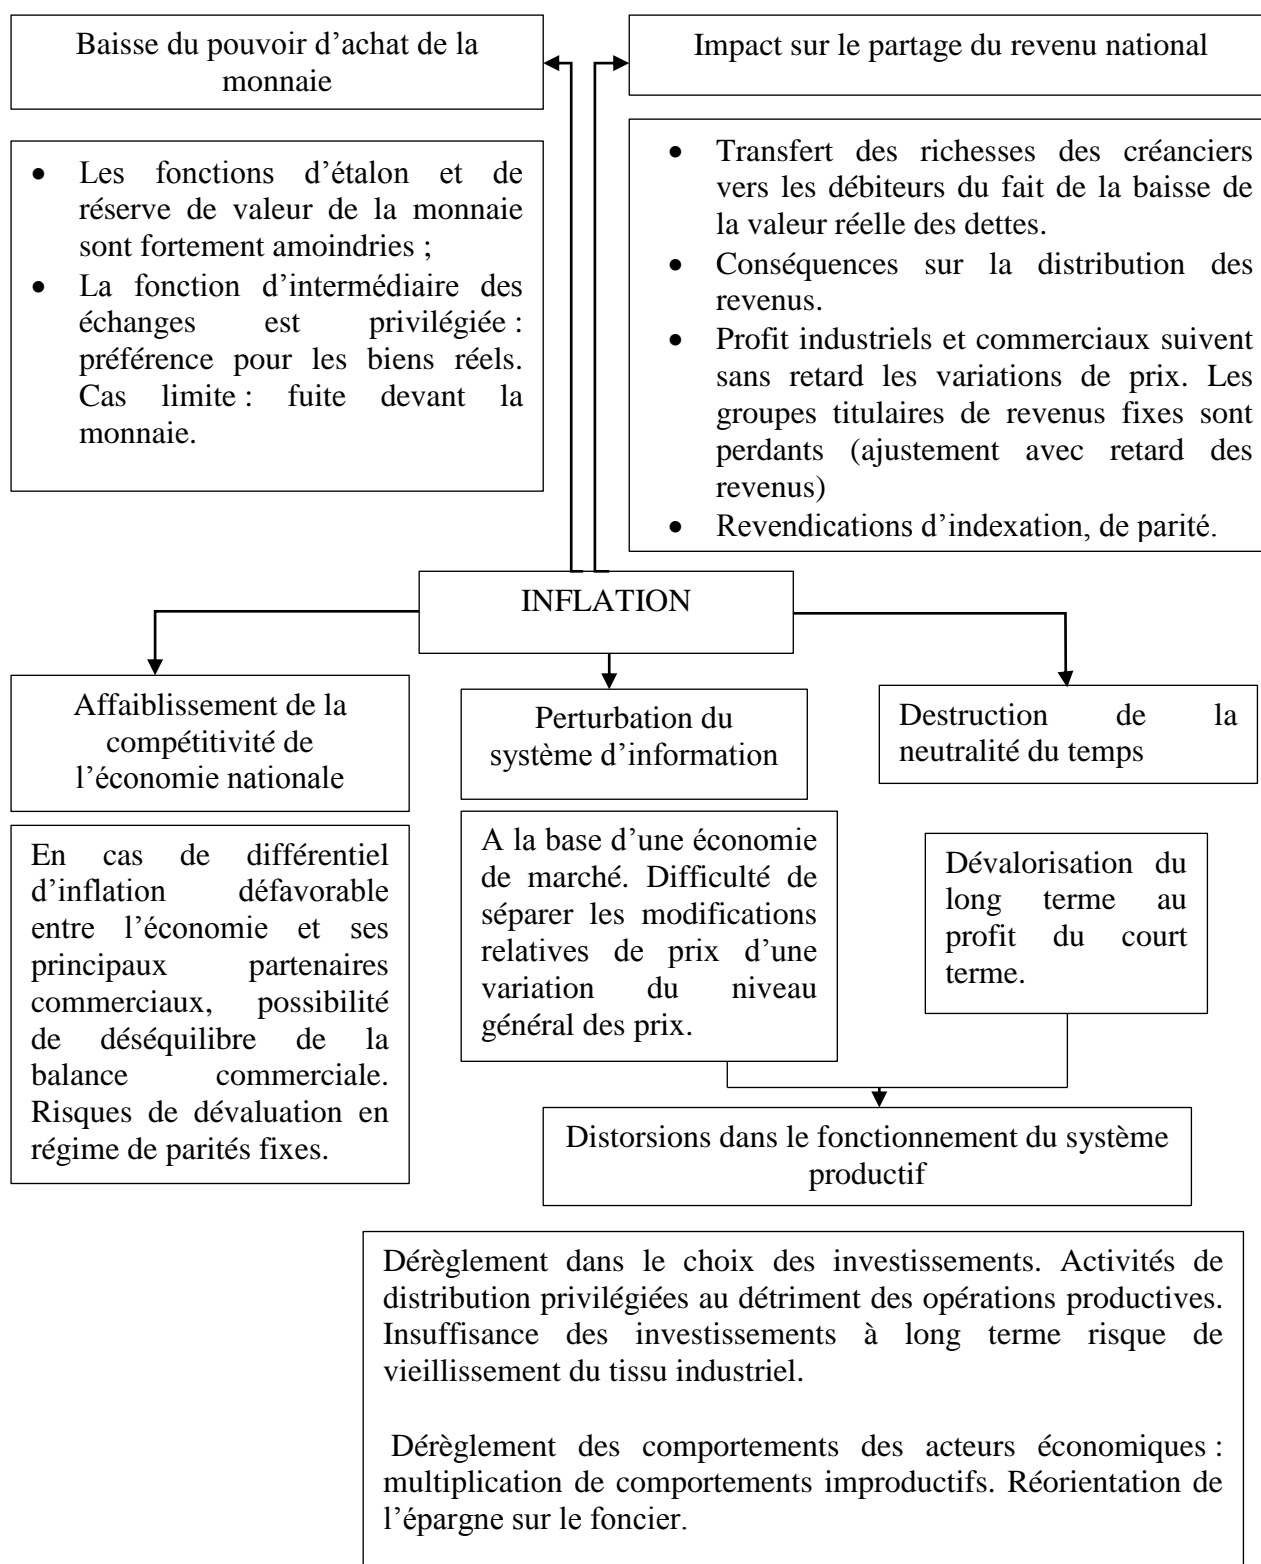 Baisse du pouvoir d’achat de la
monnaie
Impact sur le partage du revenu national
• Les fonctions d’étalon et de
réserve de valeur de la monnaie
sont fortement amoindries ;
• La fonction d’intermédiaire des
échanges est privilégiée :
préférence pour les biens réels.
Cas limite : fuite devant la
monnaie.
• Transfert des richesses des créanciers
vers les débiteurs du fait de la baisse de
la valeur réelle des dettes.
• Conséquences sur la distribution des
revenus.
• Profit industriels et commerciaux suivent
sans retard les variations de prix. Les
groupes titulaires de revenus fixes sont
perdants (ajustement avec retard des
revenus)
• Revendications d’indexation, de parité.
INFLATION
Affaiblissement de la
compétitivité de
l’économie nationale
Perturbation du
système d’information
Destruction de la
neutralité du temps
En cas de différentiel
d’inflation défavorable
entre l’économie et ses
principaux partenaires
commerciaux, possibilité
de déséquilibre de la
balance commerciale.
Risques de dévaluation en
régime de parités fixes.
A la base d’une économie
de marché. Difficulté de
séparer les modifications
relatives de prix d’une
variation du niveau
général des prix.
Dévalorisation du
long terme au
profit du court
terme.
Distorsions dans le fonctionnement du système
productif
Dérèglement dans le choix des investissements. Activités de
distribution privilégiées au détriment des opérations productives.
Insuffisance des investissements à long terme risque de
vieillissement du tissu industriel.
Dérèglement des comportements des acteurs économiques :
multiplication de comportements improductifs. Réorientation de
l’épargne sur le foncier.